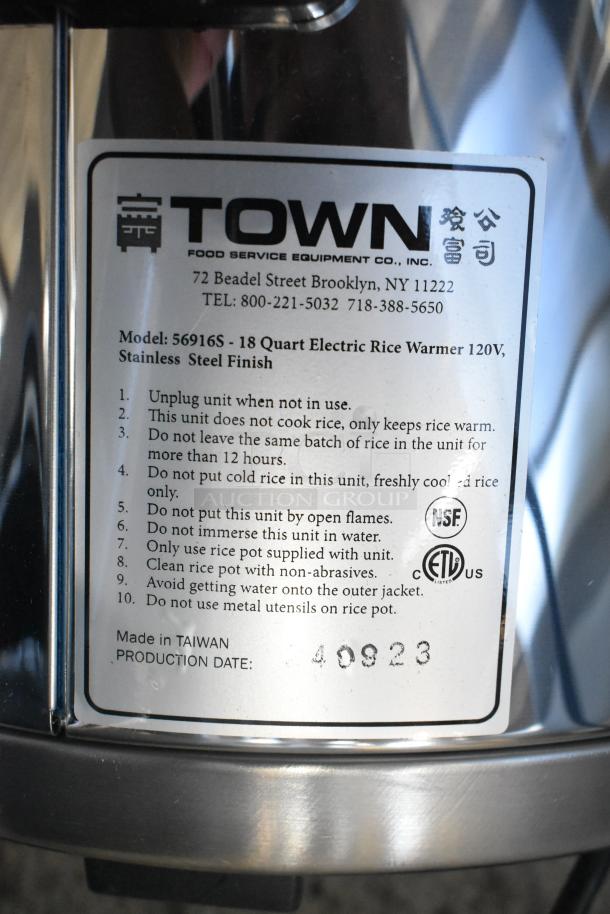 TOWN
FOOD SERVICE EQUIPMENT CO., INC.
公
富司
72 Beadel Street Brooklyn, NY 11222
TEL: 800-221-5032 718-388-5650
Model: 56916S - 18 Quart Electric Rice Warmer 120V,
Stainless Steel Finish
1. Unplug unit when not in use.
2. This unit does not cook rice, only keeps rice warm.
3. Do not leave the same batch of rice in the unit for
more than 12 hours.
4. Do not put cold rice in this unit, freshly cooked rice
only.
AUCTION GROUP
5. Do not put this unit by open flames.
6. Do not immerse this unit in water.
7. Only use rice pot supplied with unit.
8. Clean rice pot with non-abrasives.
9. Avoid getting water onto the outer jacket.
10. Do not use metal utensils on rice pot.
NSF
C ETL US
LISTED
Made in TAIWAN
PRODUCTION DATE: 40923